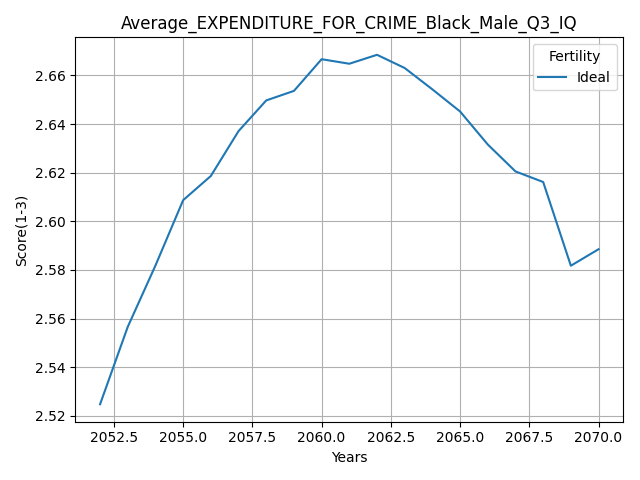 Average_EXPENDITURE_FOR_CRIME_Black_Male_Q3_IQ
Fertility
Ideal
Score(1-3)
2.66
2.64
2.62
2.60
2.58
2.56
2.54
2.52
2052.5 2055.0 2057.5 2060.0 2062.5 2065.0 2067.5 2070.0
Years